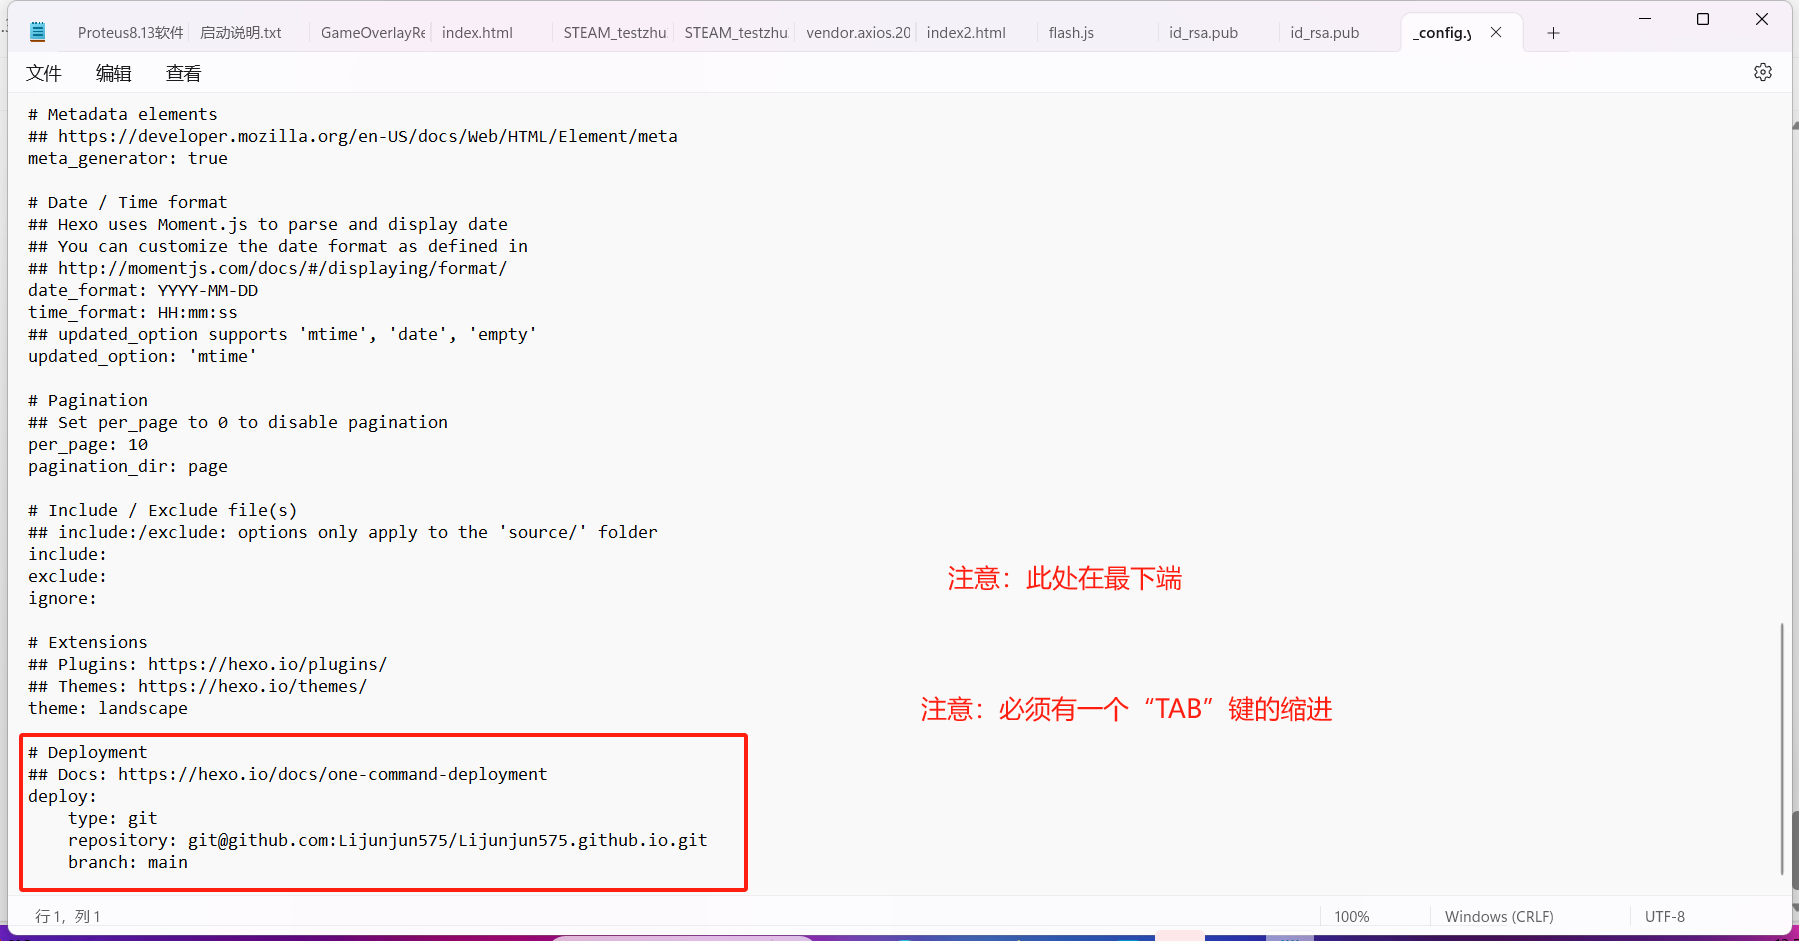 Proteus8.13软件 启动说明.txt GameOverlayRe index.html STEAM_testzhu STEAM_testzhu vendor.axios.20 index2.html flash.js id_rsa.pub id_rsa.pub _config.y
文件 编辑 查看
# Metadata elements
## https://developer.mozilla.org/en-US/docs/Web/HTML/Element/meta
meta_generator: true
# Date / Time format
## Hexo uses Moment.js to parse and display date
## You can customize the date format as defined in
## http://momentjs.com/docs/#/displaying/format/
date_format: YYYY-MM-DD
time_format: HH:mm:ss
## updated_option supports 'mtime', 'date', 'empty'
updated_option: 'mtime'
# Pagination
## Set per_page to 0 to disable pagination
per_page: 10
pagination_dir: page
# Include / Exclude file(s)
## include:/exclude: options only apply to the 'source/' folder
include:
exclude:
注意：此处在最下端
ignore:
# Extensions
## Plugins: https://hexo.io/plugins/
## Themes: https://hexo.io/themes/
theme: landscape
注意：必须有一个“TAB”键的缩进
# Deployment
## Docs: https://hexo.io/docs/one-command-deployment
deploy:
    type: git
    repository: git@github.com:Lijunjun575/Lijunjun575.github.io.git
    branch: main
行 1，列 1 100% Windows (CRLF) UTF-8